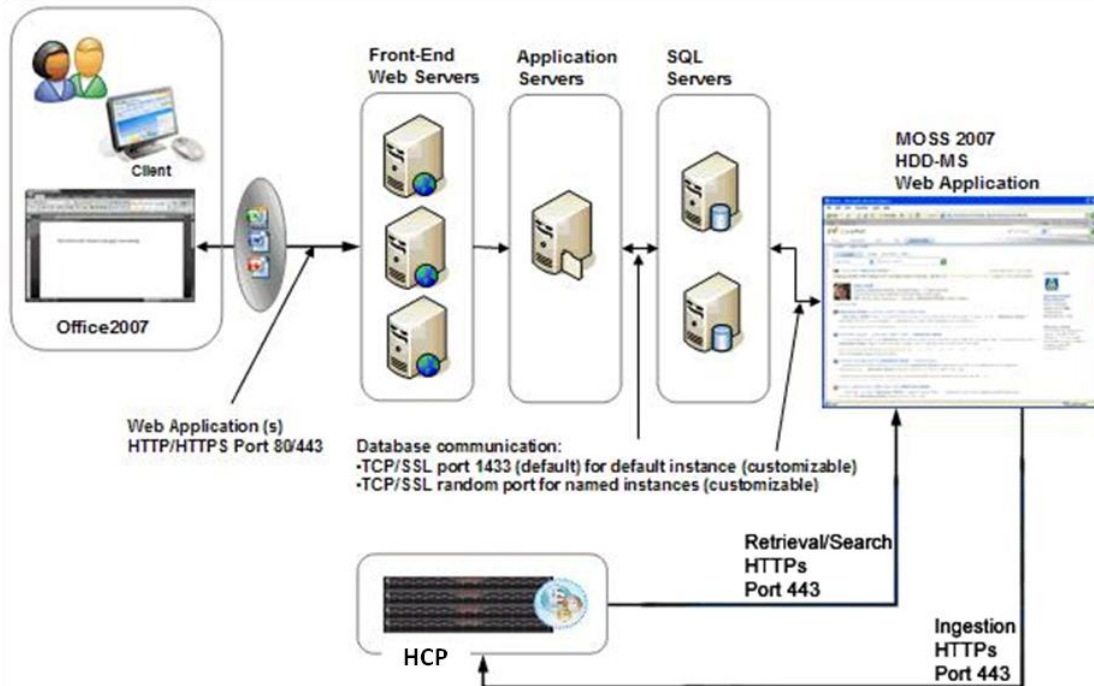 Front-End
Web Servers
Application
Servers
SQL
Servers
MOSS 2007
HDD-MS
Web Application
Client
Office2007
Web Application (s)
HTTP/HTTPS Port 80/443
Database communication:
-TCP/SSL port 1433 (default) for default instance (customizable)
-TCP/SSL random port for named instances (customizable)
Retrieval/Search
HTTPs
Port 443
Ingestion
HTTPs
Port 443
HCP